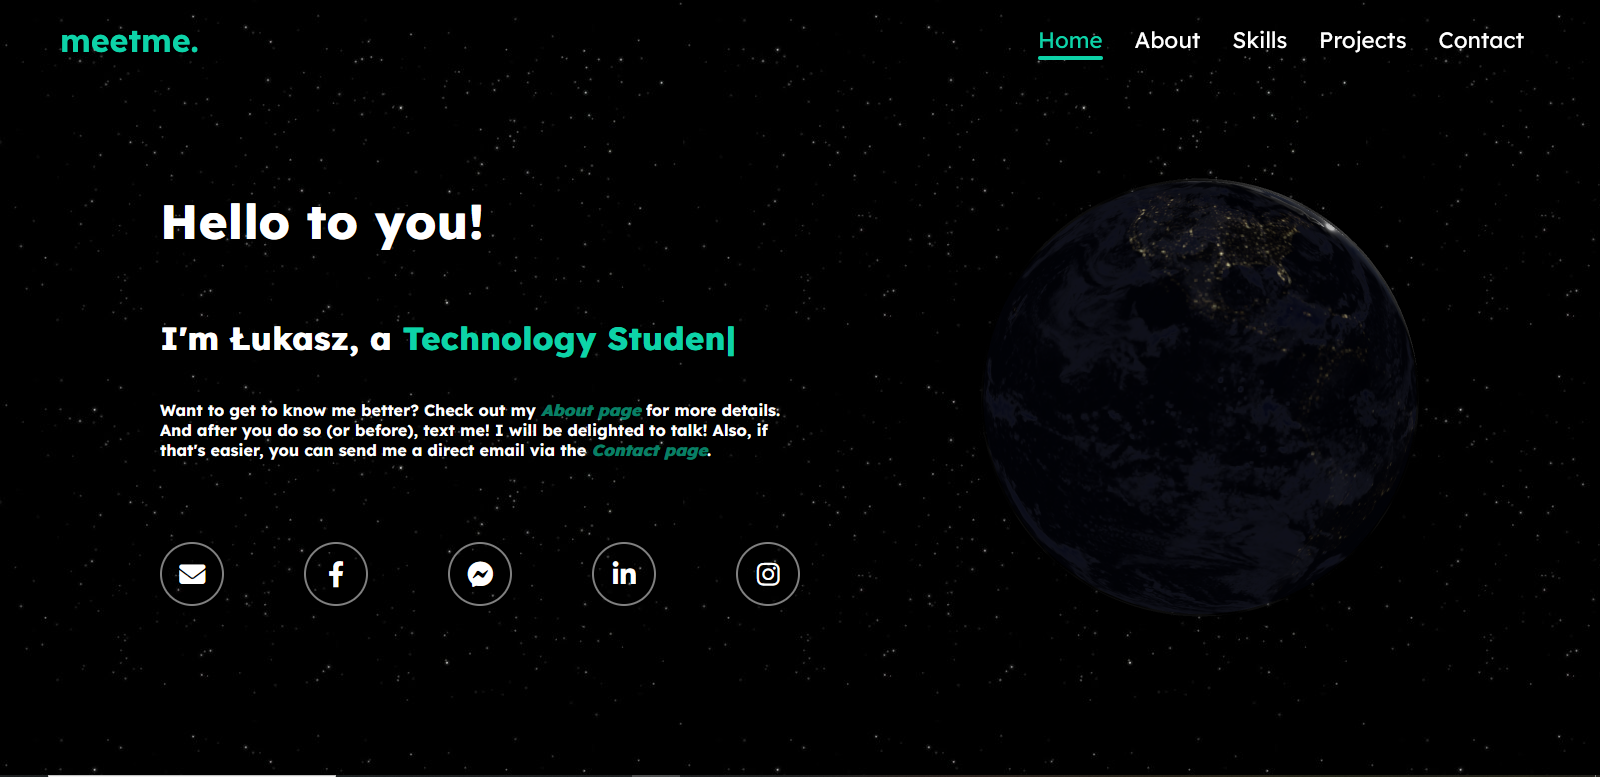 meetme.
Home About Skills Projects Contact
Hello to you!
I'm Łukasz, a Technology Studen|
Want to get to know me better? Check out my About page for more details.
And after you do so (or before), text me! I will be delighted to talk! Also, if
that's easier, you can send me a direct email via the Contact page.
in